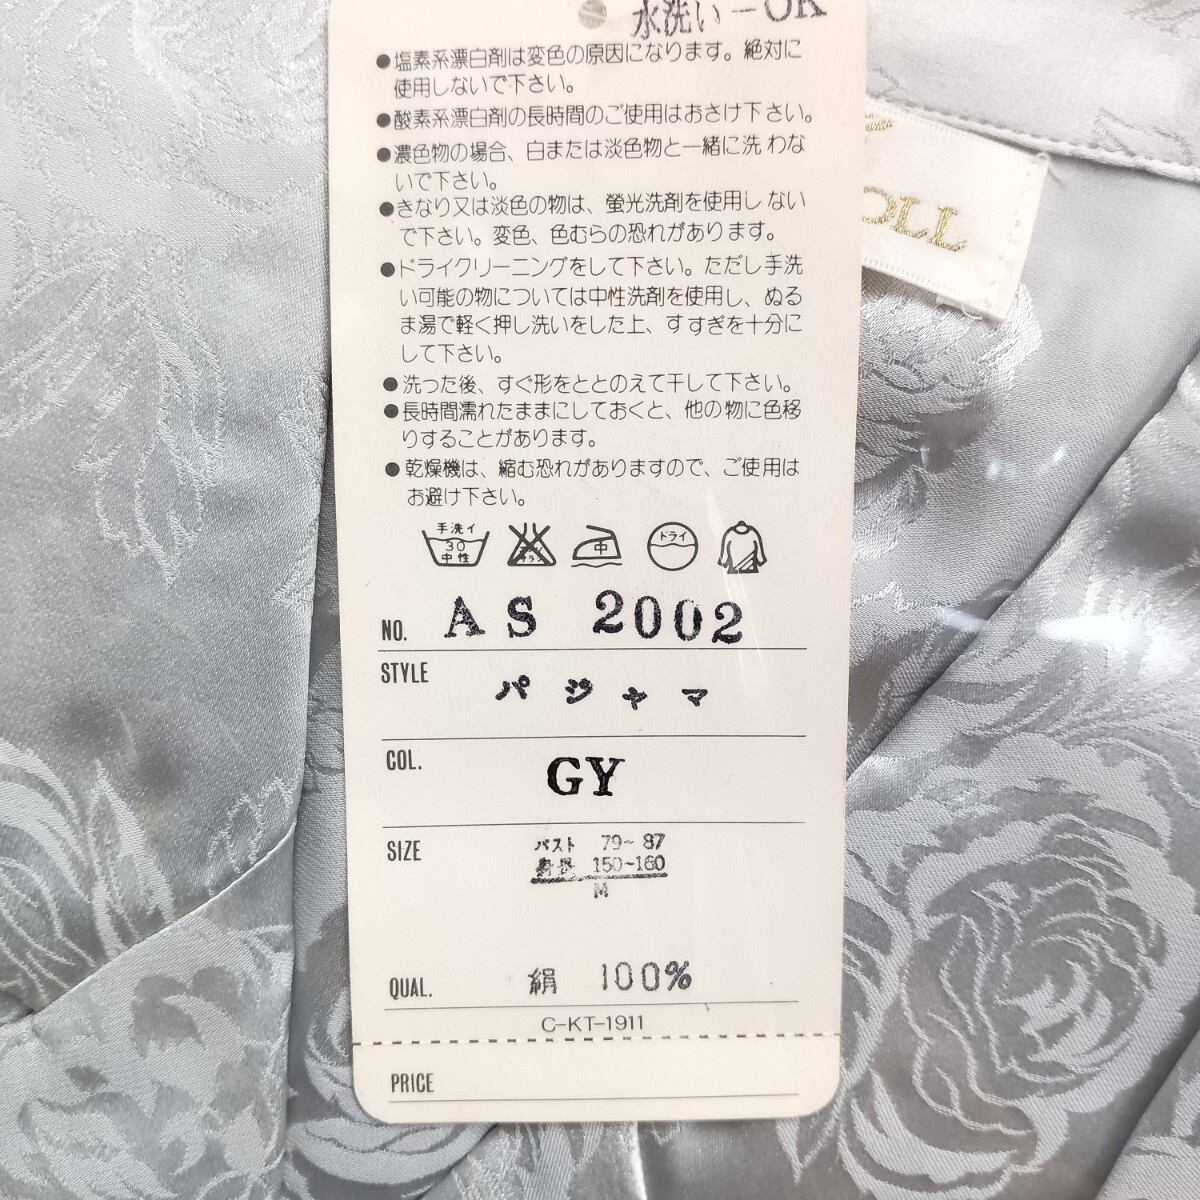 水洗い－OK
●塩素系漂白剤は変色の原因になります。絶対に
使用しないで下さい。
●酸素系漂白剤の長時間のご使用はおさけ下さい。
●濃色物の場合、白または淡色物と一緒に洗わな
いで下さい。
●きなり又は淡色の物は、螢光洗剤を使用しない
で下さい。変色、色むらの恐れがあります。
●ドライクリーニングをして下さい。ただし手洗
い可能の物については中性洗剤を使用し、ぬる
ま湯で軽く押し洗いをした上、すすぎを十分に
して下さい。
●洗った後、すぐ形をととのえて干して下さい。
●長時間濡れたままにしておくと、他の物に色移
りすることがあります。
●乾燥機は、縮む恐れがありますので、ご使用は
お避け下さい。
手洗イ
30
中性
エンソ
サラシ
中
ドライ
NO. AS 2002
STYLE パジャマ
COL. GY
SIZE バスト 79~87
身長 150~160
M
QUAL. 絹 100%
C-KT-1911
PRICE
OLL